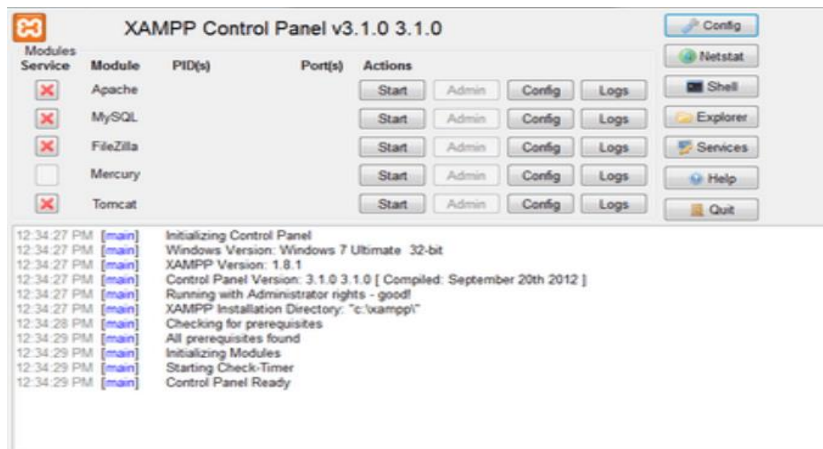 XAMPP Control Panel v3.1.0 3.1.0
Config
Modules
Service Module PID(s) Port(s) Actions
Netstat
Apache Start Admin Config Logs
Shell
MySQL Start Admin Config Logs
Explorer
FileZilla Start Admin Config Logs
Services
Mercury Start Admin Config Logs
Help
Tomcat Start Admin Config Logs
Quit
12:34:27 PM [main] Initializing Control Panel
12:34:27 PM [main] Windows Version: Windows 7 Ultimate 32-bit
12:34:27 PM [main] XAMPP Version: 1.8.1
12:34:27 PM [main] Control Panel Version: 3.1.0 3.1.0 [ Compiled: September 20th 2012 ]
12:34:27 PM [main] Running with Administrator rights - good!
12:34:27 PM [main] XAMPP Installation Directory: "c:\xampp\"
12:34:28 PM [main] Checking for prerequisites
12:34:29 PM [main] All prerequisites found
12:34:29 PM [main] Initializing Modules
12:34:29 PM [main] Starting Check-Timer
12:34:29 PM [main] Control Panel Ready